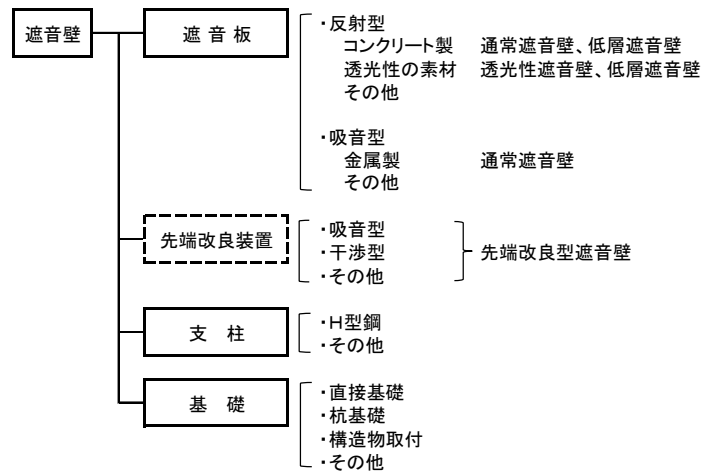 遮音壁
遮 音 板
・反射型
コンクリート製 通常遮音壁、低層遮音壁
透光性の素材 透光性遮音壁、低層遮音壁
その他
・吸音型
金属製 通常遮音壁
その他
先端改良装置
・吸音型
・干渉型
・その他
先端改良型遮音壁
支 柱
・H型鋼
・その他
基 礎
・直接基礎
・杭基礎
・構造物取付
・その他